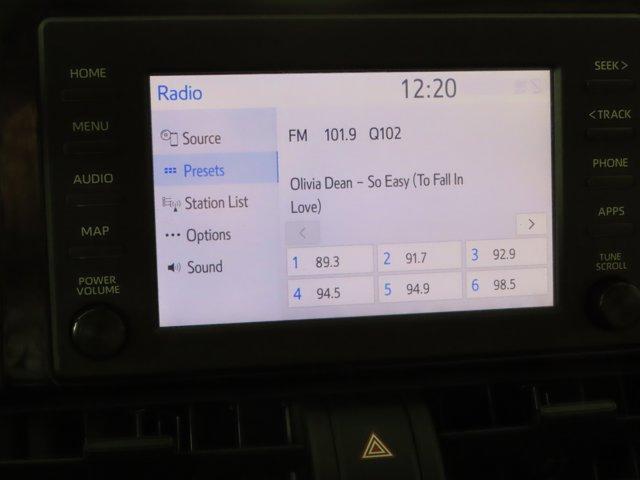 HOME
MENU
AUDIO
MAP
POWER
VOLUME
Radio
12:20
Source
Presets
Station List
Options
Sound
FM 101.9 Q102
Olivia Dean – So Easy (To Fall In
Love)
< >
1 89.3 2 91.7 3 92.9
4 94.5 5 94.9 6 98.5
SEEK >
< TRACK
PHONE
APPS
TUNE
SCROLL